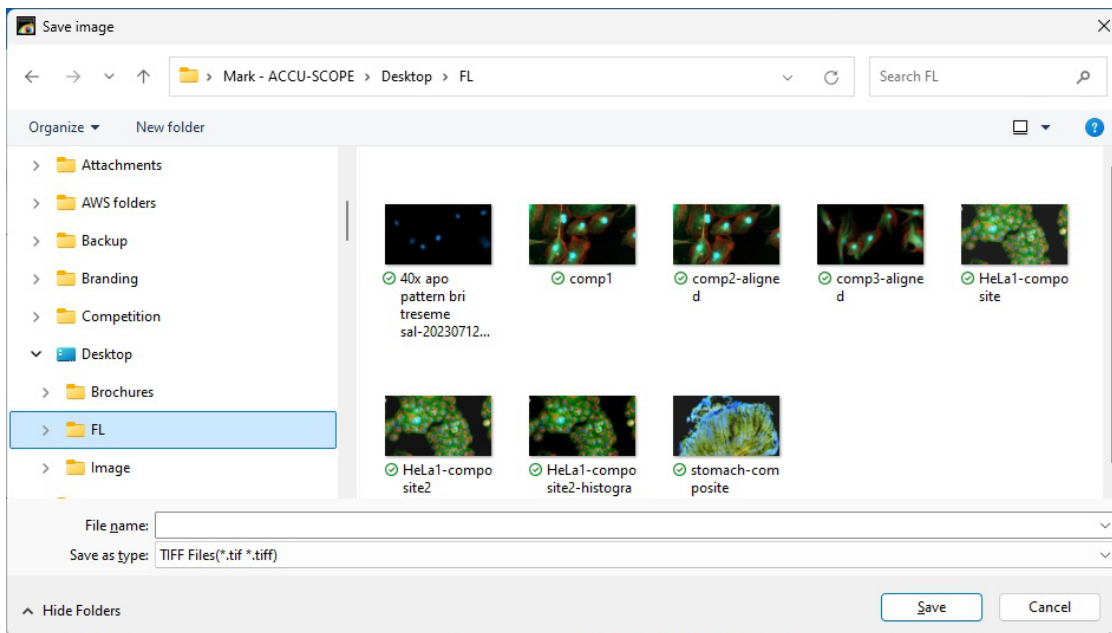 Save image
Mark - ACCU-SCOPE > Desktop > FL
Search FL
Organize
New folder
Attachments
AWS folders
Backup
Branding
Competition
Desktop
Brochures
FL
Image
40x apo
pattern bri
treseme
sal-20230712...
comp1
comp2-aligne
d
comp3-aligne
d
HeLa1-compo
site
HeLa1-compo
site2
HeLa1-compo
site2-histogra
stomach-com
posite
File name:
Save as type: TIFF Files(*.tif *.tiff)
Hide Folders
Save
Cancel